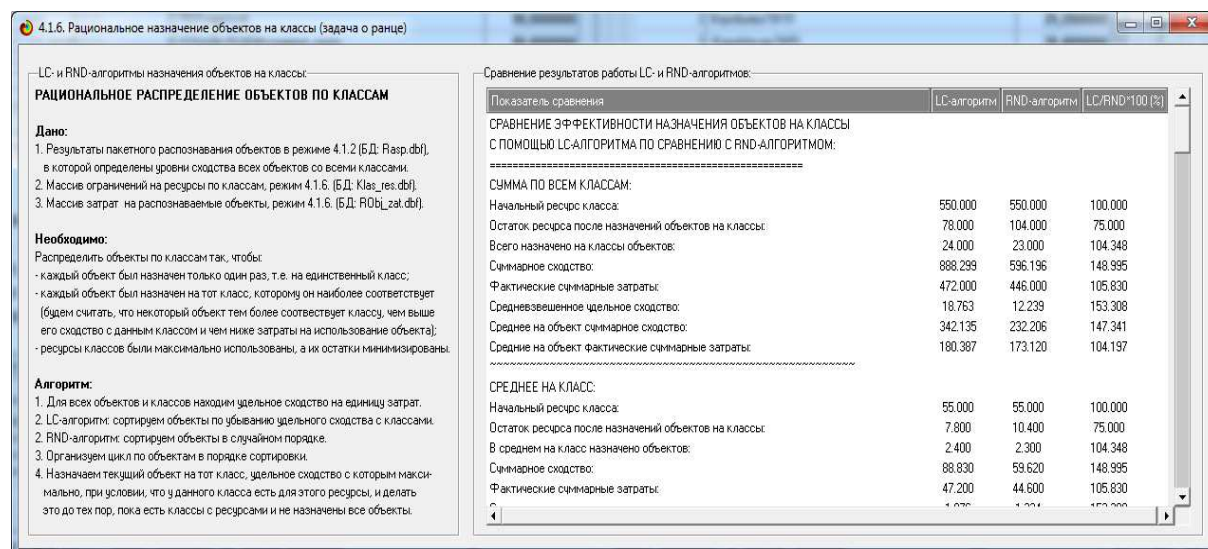 4.1.6. Рациональное назначение объектов на классы (задача о ранце)
LC- и RND-алгоритмы назначения объектов на классы:
РАЦИОНАЛЬНОЕ РАСПРЕДЕЛЕНИЕ ОБЪЕКТОВ ПО КЛАССАМ
Дано:
1. Результаты пакетного распознавания объектов в режиме 4.1.2 (БД: Rasp.dbf),
в которой определены уровни сходства всех объектов со всеми классами.
2. Массив ограничений на ресурсы по классам, режим 4.1.6. (БД: Klas_res.dbf).
3. Массив затрат на распознаваемые объекты, режим 4.1.6. (БД: RObj_zat.dbf).
Необходимо:
Распределить объекты по классам так, чтобы:
- каждый объект был назначен только один раз, т.е. на единственный класс;
- каждый объект был назначен на тот класс, которому он наиболее соответствует
(будем считать, что некоторый объект тем более соотвествует классу, чем выше
его сходство с данным классом и чем ниже затраты на использование объекта);
- ресурсы классов были максимально использованы, а их остатки минимизированы.
Алгоритм:
1. Для всех объектов и классов находим удельное сходство на единицу затрат.
2. LC-алгоритм: сортируем объекты по убыванию удельного сходства с классами.
2. RND-алгоритм: сортируем объекты в случайном порядке.
3. Организуем цикл по объектам в порядке сортировки.
4. Назначаем текущий объект на тот класс, удельное сходство с которым макси-
мально, при условии, что у данного класса есть для этого ресурсы, и делать
это до тех пор, пока есть классы с ресурсами и не назначены все объекты.
Сравнение результатов работы LC- и RND-алгоритмов:
Показатель сравнения LC-алгоритм RND-алгоритм LC/RND*100 (%)
СРАВНЕНИЕ ЭФФЕКТИВНОСТИ НАЗНАЧЕНИЯ ОБЪЕКТОВ НА КЛАССЫ
С ПОМОЩЬЮ LC-АЛГОРИТМА ПО СРАВНЕНИЮ С RND-АЛГОРИТМОМ:
======================================================
СУММА ПО ВСЕМ КЛАССАМ:
Начальный ресурс класса: 550.000 550.000 100.000
Остаток ресурса после назначений объектов на классы: 78.000 104.000 75.000
Всего назначено на классы объектов: 24.000 23.000 104.348
Суммарное сходство: 888.299 596.196 148.995
Фактические суммарные затраты: 472.000 446.000 105.830
Средневзвешенное удельное сходство: 18.763 12.239 153.308
Среднее на объект суммарное сходство: 342.135 232.206 147.341
Средние на объект фактические суммарные затраты: 180.387 173.120 104.197
~~~~~~~~~~~~~~~~~~~~~~~~~~~~~~~~~~~~~~~~~~~~~~~~~~~~~~
СРЕДНЕЕ НА КЛАСС:
Начальный ресурс класса: 55.000 55.000 100.000
Остаток ресурса после назначений объектов на классы: 7.800 10.400 75.000
В среднем на класс назначено объектов: 2.400 2.300 104.348
Суммарное сходство: 88.830 59.620 148.995
Фактические суммарные затраты: 47.200 44.600 105.830